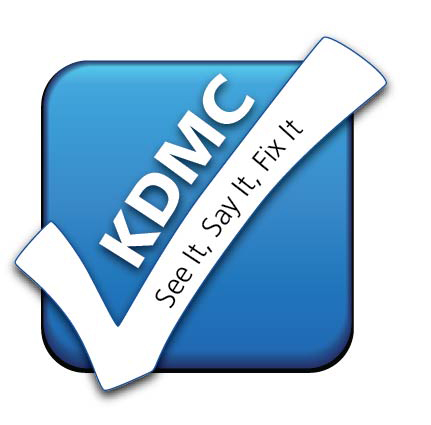 KDMC
See It, Say It, Fix It